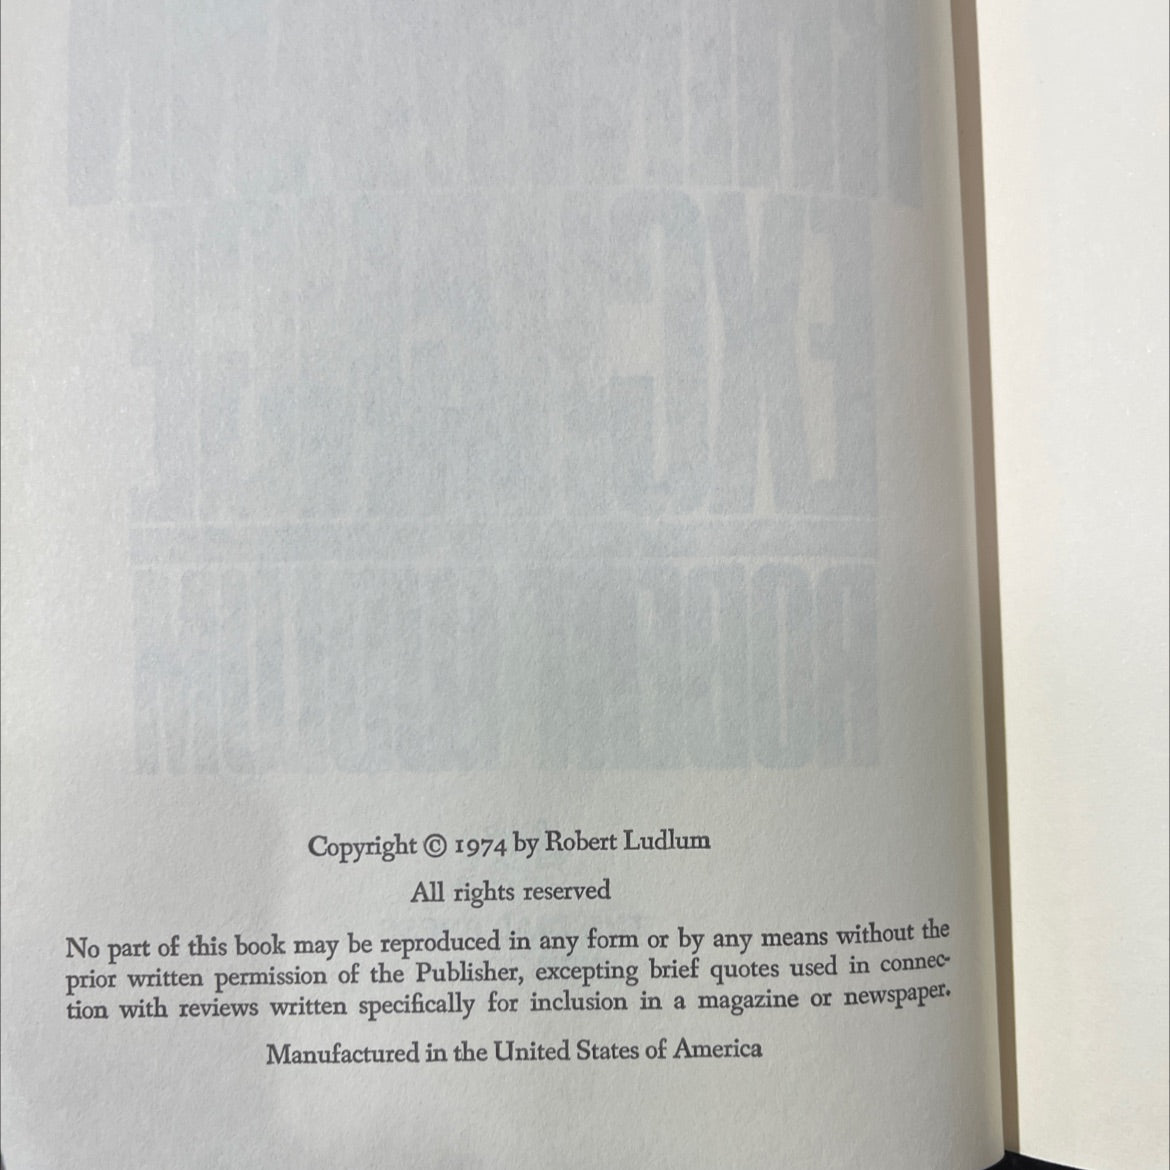 Copyright © 1974 by Robert Ludlum
All rights reserved
No part of this book may be reproduced in any form or by any means without the
prior written permission of the Publisher, excepting brief quotes used in connec-
tion with reviews written specifically for inclusion in a magazine or newspaper.
Manufactured in the United States of America